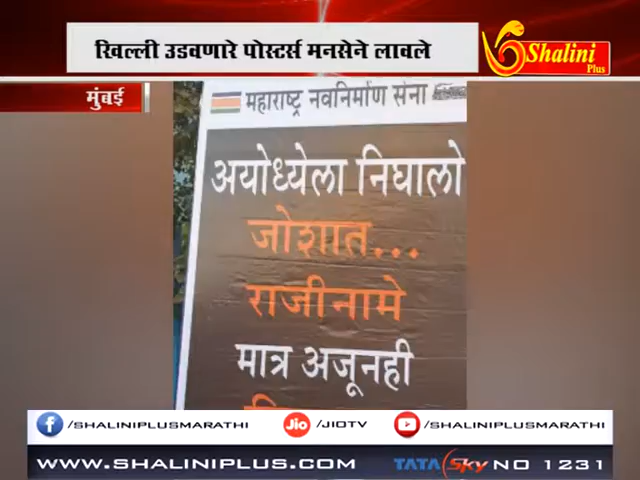 खिल्ली उडवणारे पोस्टर्स मनसेने लावले
Shalini
Plus
मुंबई
महाराष्ट्र नवनिर्माण सेना
अयोध्येला निघालो
जोशात...
राजीनामे
मात्र अजूनही
/SHALINIPLUSMARATHI
Jio /JIOTV
/SHALINIPLUSMARATHI
WWW.SHALINIPLUS.COM
TATA Sky NO 1231